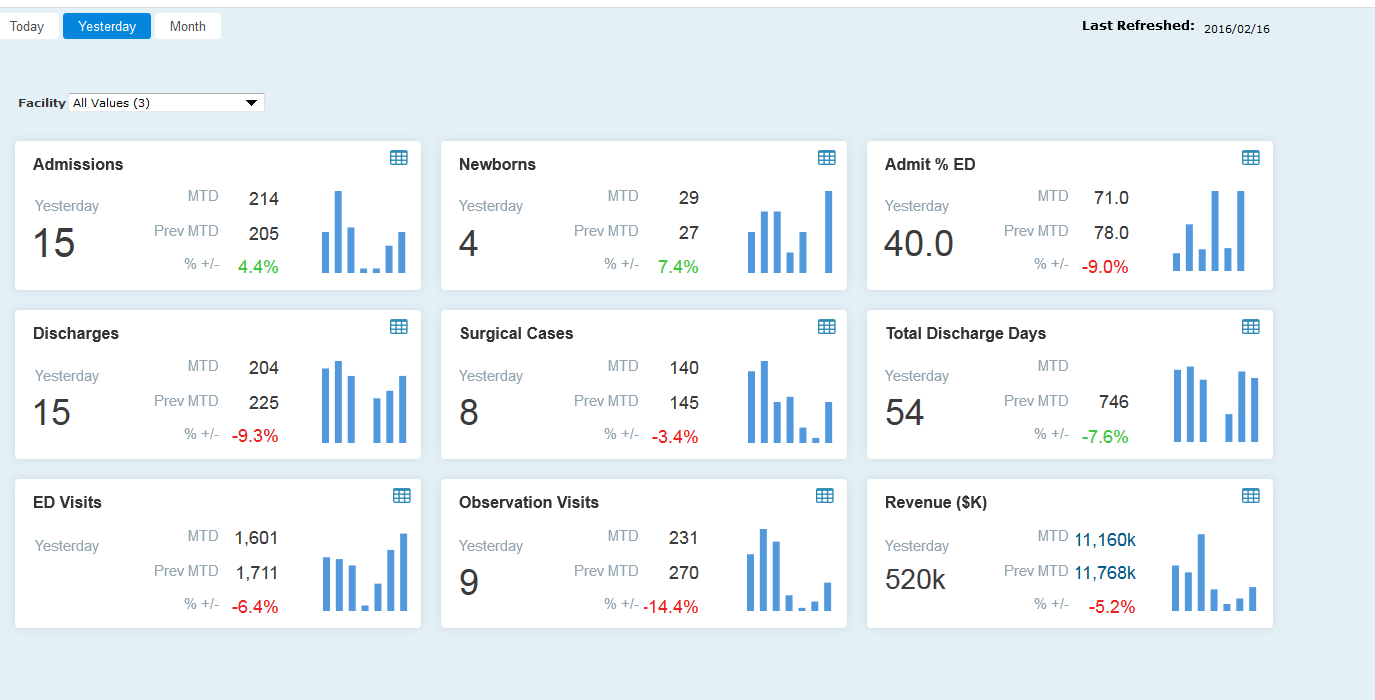 Today Yesterday Month Last Refreshed: 2016/02/16
Facility All Values (3)
Admissions
Yesterday
15
MTD 214
Prev MTD 205
% +/- 4.4%
Newborns
Yesterday
4
MTD 29
Prev MTD 27
% +/- 7.4%
Admit % ED
Yesterday
40.0
MTD 71.0
Prev MTD 78.0
% +/- -9.0%
Discharges
Yesterday
15
MTD 204
Prev MTD 225
% +/- -9.3%
Surgical Cases
Yesterday
8
MTD 140
Prev MTD 145
% +/- -3.4%
Total Discharge Days
Yesterday
54
MTD
Prev MTD 746
% +/- -7.6%
ED Visits
Yesterday
MTD 1,601
Prev MTD 1,711
% +/- -6.4%
Observation Visits
Yesterday
9
MTD 231
Prev MTD 270
% +/- -14.4%
Revenue ($K)
Yesterday
520k
MTD 11,160k
Prev MTD 11,768k
% +/- -5.2%